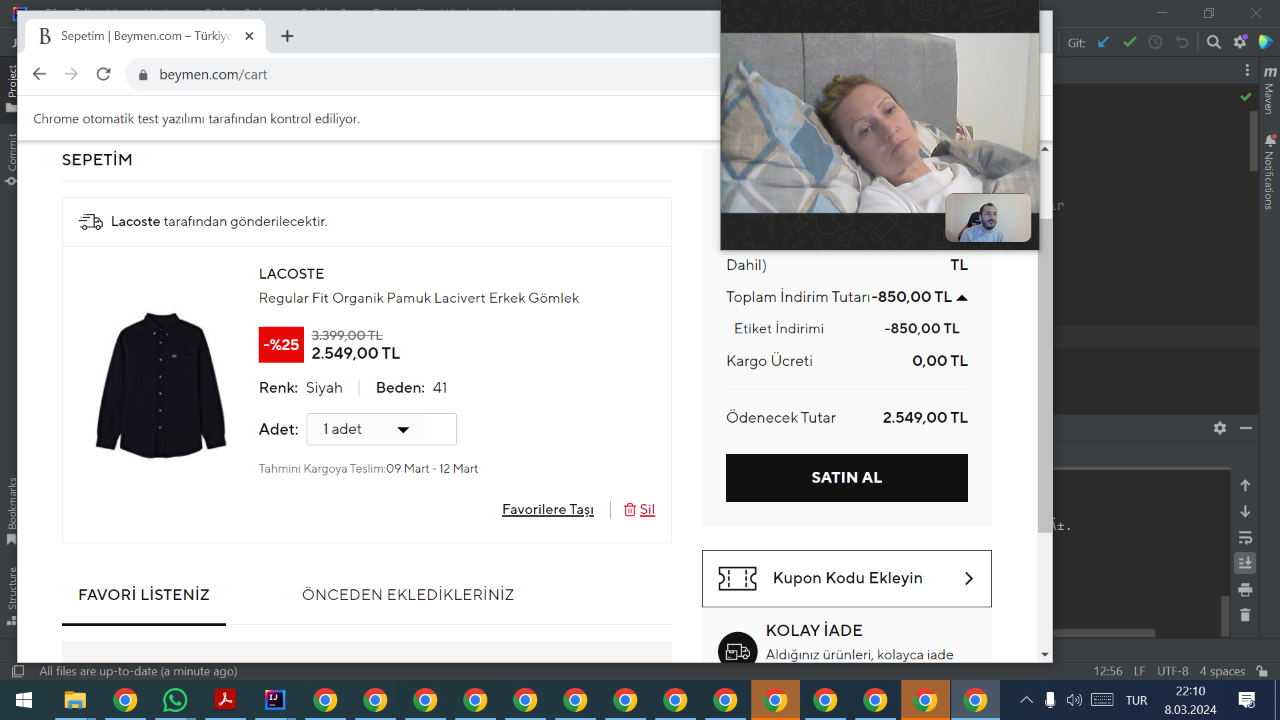 Sepetim | Beymen.com – Türkiye
beymen.com/cart
Chrome otomatik test yazılımı tarafından kontrol ediliyor.
SEPETİM
Lacoste tarafından gönderilecektir.
LACOSTE
Regular Fit Organik Pamuk Lacivert Erkek Gömlek
-%25
3.399,00 TL
2.549,00 TL
Renk: Siyah
Beden: 41
Adet: 1 adet
Tahmini Kargoya Teslim:09 Mart - 12 Mart
Favorilere Taşı
Sil
FAVORİ LİSTENİZ
ÖNCEDEN EKLEDİKLERİNİZ
Dahil) TL
Toplam İndirim Tutarı -850,00 TL
Etiket İndirimi -850,00 TL
Kargo Ücreti 0,00 TL
Ödenecek Tutar 2.549,00 TL
SATIN AL
Kupon Kodu Ekleyin
KOLAY İADE
Aldığınız ürünleri, kolayca iade
Project
Commit
Bookmarks
Structure
Git:
m
Maven
Notifications
All files are up-to-date (a minute ago)
12:56 LF UTF-8 4 spaces
TUR
22:10
8.03.2024